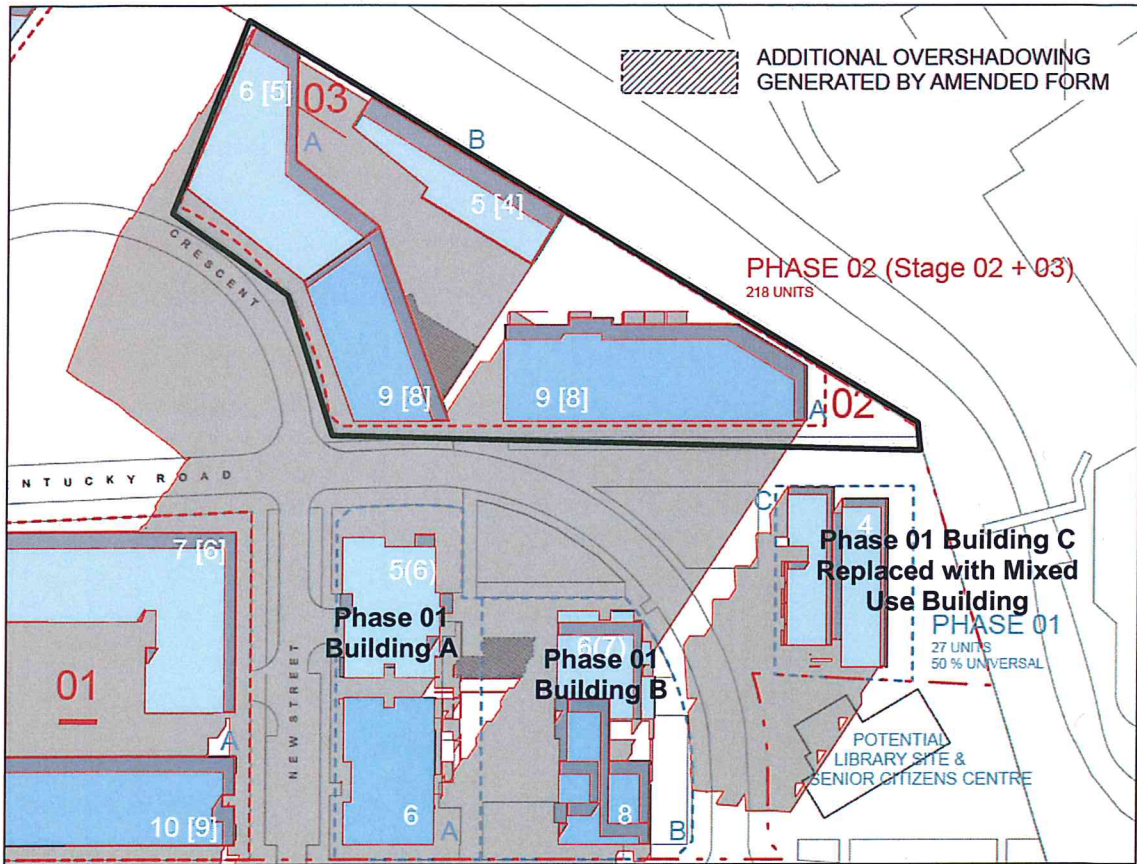 ADDITIONAL OVERSHADOWING
GENERATED BY AMENDED FORM
6 [5]
03
A
B
5 [4]
CRESCENT
PHASE 02 (Stage 02 + 03)
218 UNITS
9 [8]
9 [8]
A
02
ENTUCKY ROAD
C
4
7 [6]
5(6)
Phase 01
Building A
6(7)
Phase 01
Building B
Phase 01 Building C
Replaced with Mixed
Use Building
PHASE 01
27 UNITS
50 % UNIVERSAL
01
NEW STREET
A
POTENTIAL
LIBRARY SITE &
SENIOR CITIZENS CENTRE
10 [9]
6
A
8
B